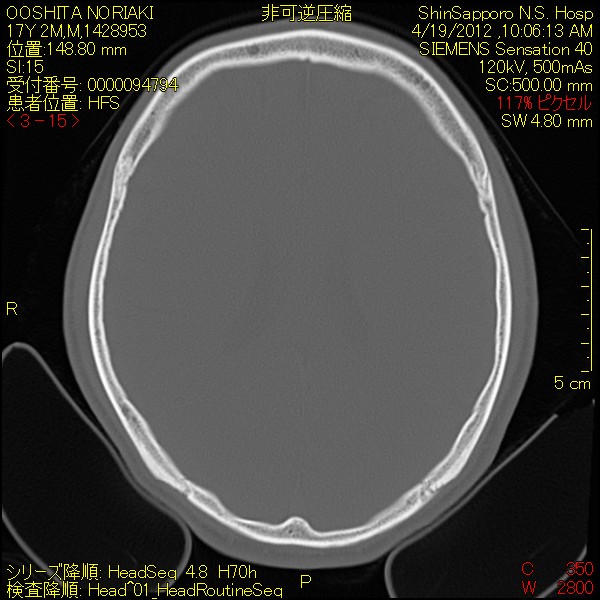 OOSHITA NORIAKI
17Y 2M,M,1428953
位置:148.80 mm
SI:15
受付番号: 0000094794
患者位置: HFS
<3-15>
非可逆圧縮
ShinSapporo N.S. Hosp
4/19/2012 ,10:06:13 AM
SIEMENS Sensation 40
120kV, 500mAs
SC:500.00 mm
117% ピクセル
SW 4.80 mm
R
5 cm
シリーズ降順: HeadSeq 4.8 H70h
検査降順: Head^01_HeadRoutineSeq
P
C 350
W 2800